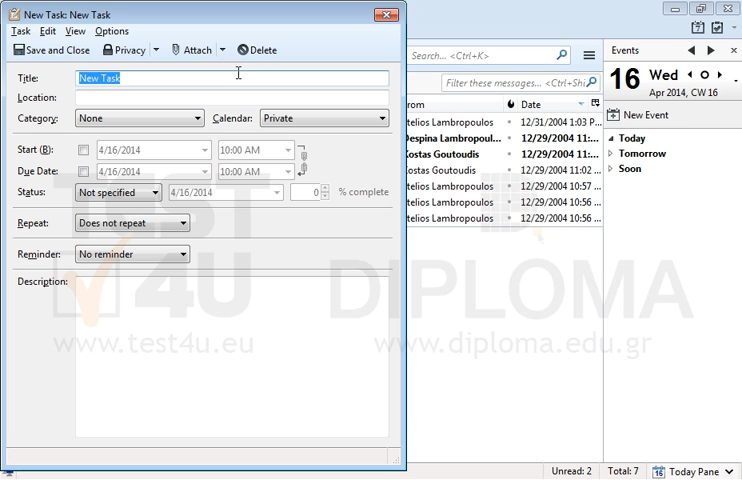 New Task: New Task
Task Edit View Options
Save and Close Privacy Attach Delete
Title: New Task
Location:
Category: None Calendar: Private
Start (B): 4/16/2014 10:00 AM
Due Date: 4/16/2014 10:00 AM
Status: Not specified 4/16/2014 0 % complete
Repeat: Does not repeat
Reminder: No reminder
Description:
Search... <Ctrl+K>
Filter these messages... <Ctrl+Shi
rom Date
telios Lambropoulos 12/31/2004 1:03 P...
Despina Lambropoul... 12/29/2004 11:...
Kostas Goutoudis 12/29/2004 11:...
Kostas Goutoudis 12/29/2004 11:02 ...
telios Lambropoulos 12/29/2004 10:57 ...
telios Lambropoulos 12/29/2004 10:56 ...
telios Lambropoulos 12/29/2004 10:56 ...
Events
16 Wed
Apr 2014, CW 16
New Event
Today
Tomorrow
Soon
TEST4U DIPLOMA
www.test4u.eu www.diploma.edu.gr
Unread: 2 Total: 7 16 Today Pane